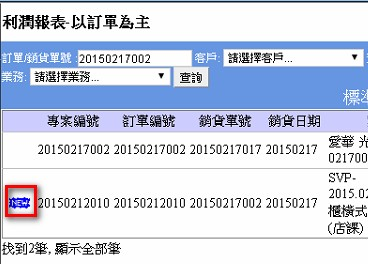 利潤報表-以訂單為主
訂單/銷貨單號 20150217002 客戶: 請選擇客戶...
業務: 請選擇業務... 查詢
標準
專案編號 訂單編號 銷貨單號 銷貨日期
20150217002 20150217002 20150217017 20150217 愛華 光
021700
SVP-
2015.02
20150212010 20150212010 20150217002 20150217 櫃橫式
(店課)
找到2筆, 顯示全部筆